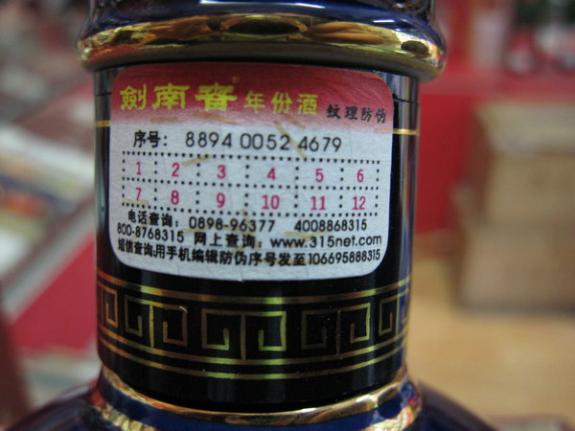 劍南春 年份酒 纹理防伪
序号: 8894 0052 4679
1 2 3 4 5 6
7 8 9 10 11 12
电话查询: 0898-96377 4008868315
800-8768315 网上查询: www.315net.com
短信查询:用手机编辑防伪序号发至106695888315